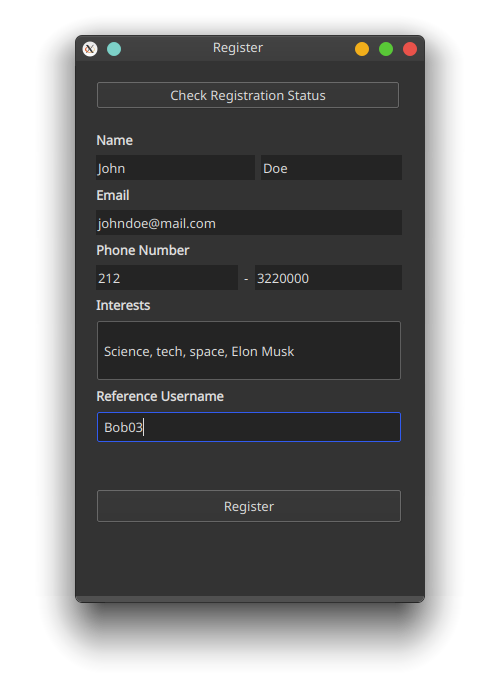 Register
Check Registration Status
Name
John Doe
Email
johndoe@mail.com
Phone Number
212 - 3220000
Interests
Science, tech, space, Elon Musk
Reference Username
Bob03
Register